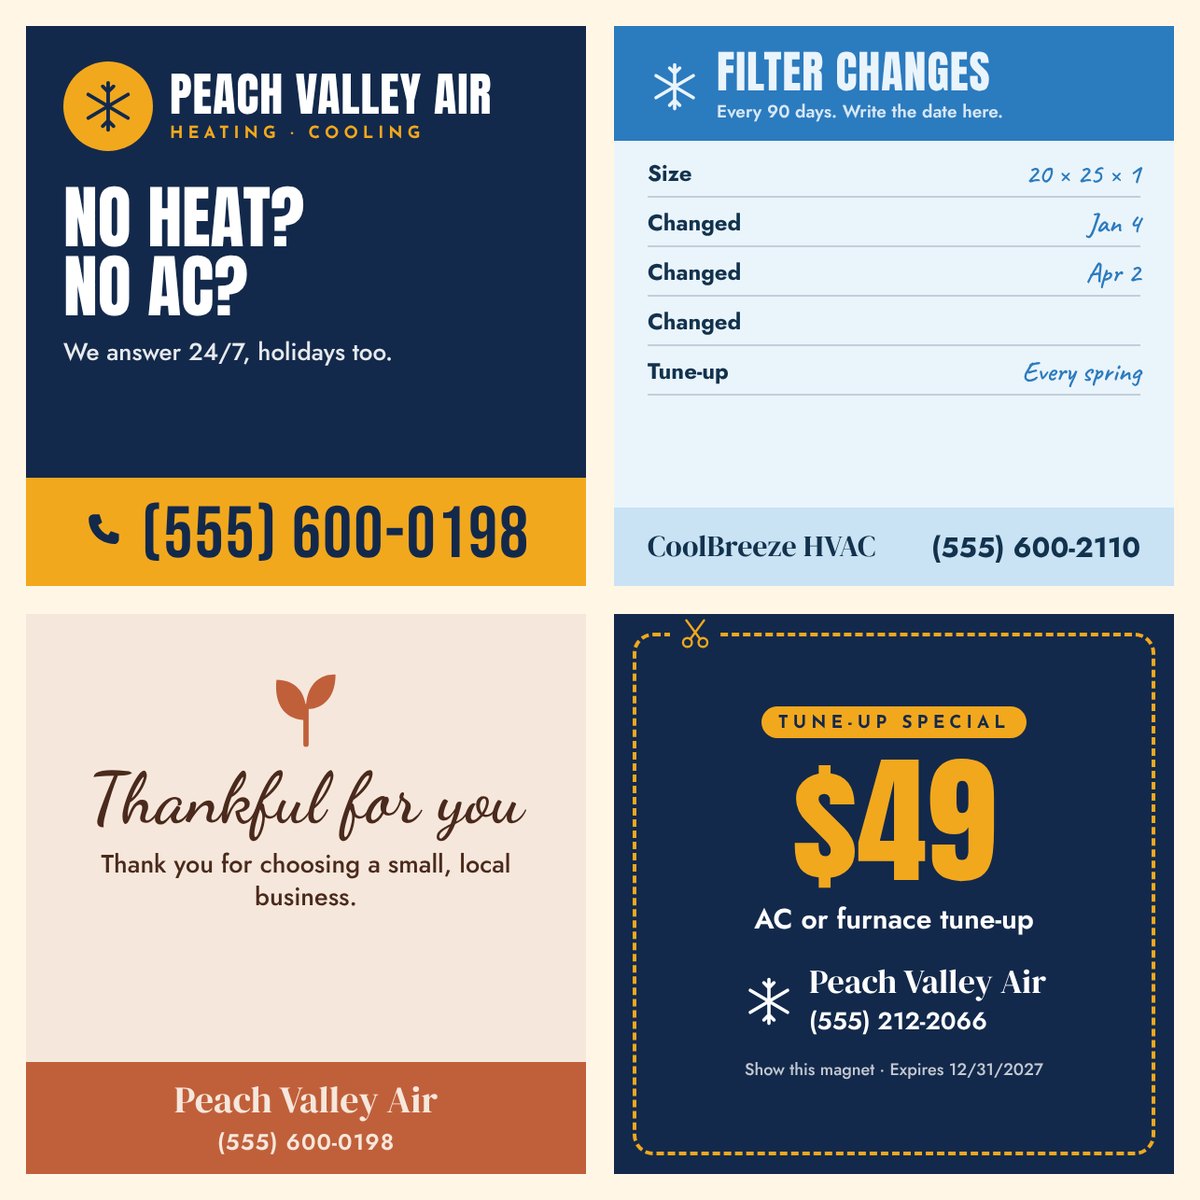 PEACH VALLEY AIR
HEATING · COOLING
NO HEAT?
NO AC?
We answer 24/7, holidays too.
(555) 600-0198
FILTER CHANGES
Every 90 days. Write the date here.
Size 20 × 25 × 1
Changed Jan 4
Changed Apr 2
Changed
Tune-up Every spring
CoolBreeze HVAC (555) 600-2110
Thankful for you
Thank you for choosing a small, local
business.
Peach Valley Air
(555) 600-0198
TUNE-UP SPECIAL
$49
AC or furnace tune-up
Peach Valley Air
(555) 212-2066
Show this magnet · Expires 12/31/2027